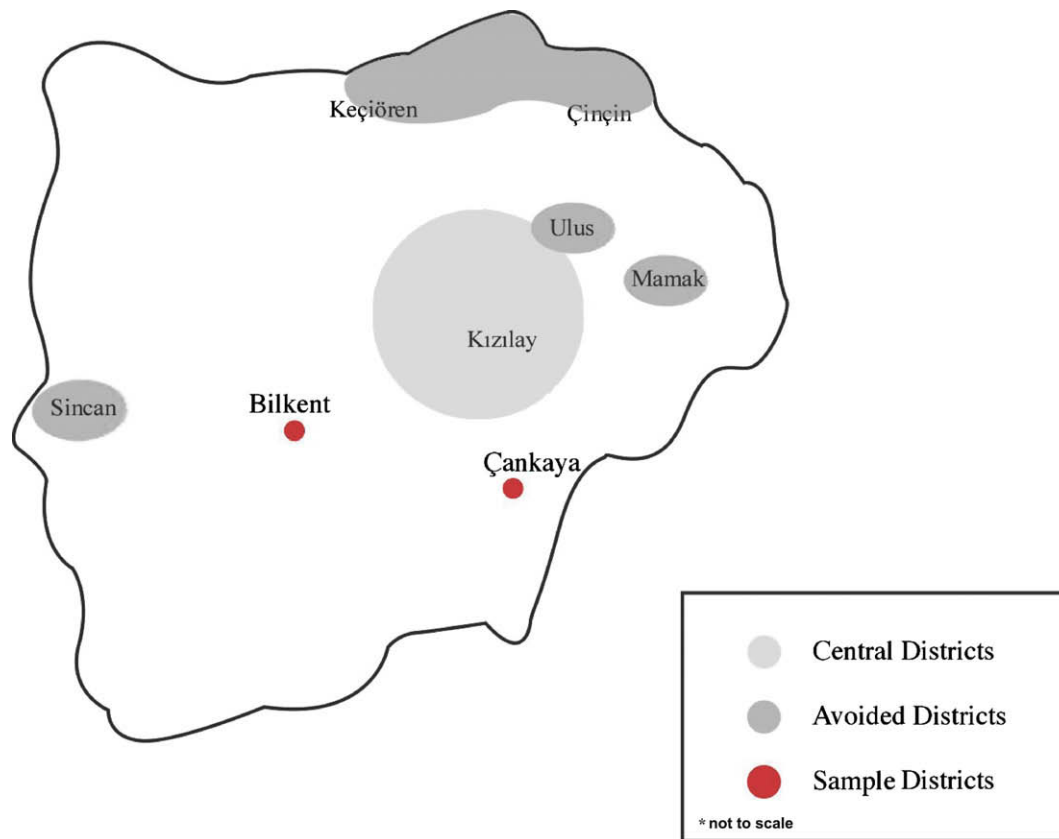 Keçiören
Çinçin
Ulus
Mamak
Kızılay
Sincan
Bilkent
Çankaya
Central Districts
Avoided Districts
Sample Districts
* not to scale